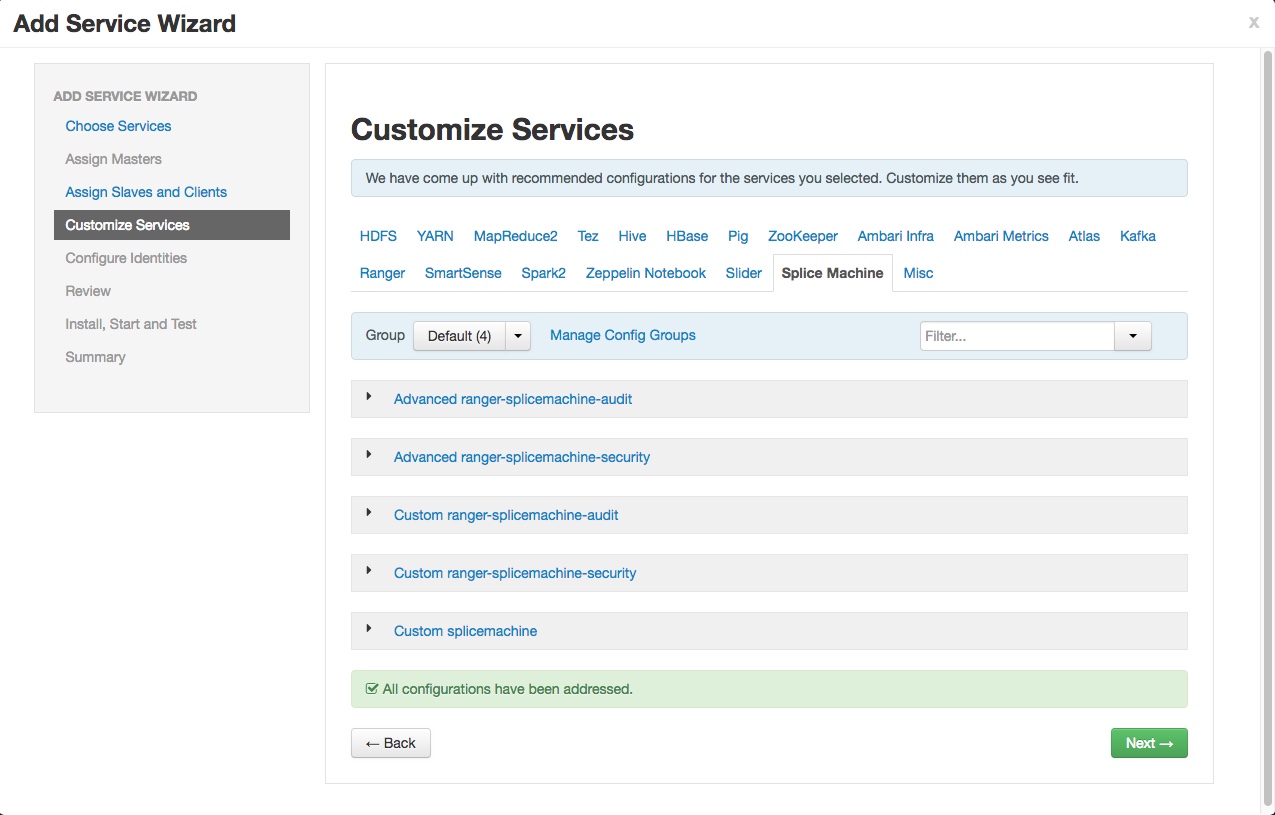 Add Service Wizard
x
ADD SERVICE WIZARD
Choose Services
Assign Masters
Assign Slaves and Clients
Customize Services
Configure Identities
Review
Install, Start and Test
Summary
Customize Services
We have come up with recommended configurations for the services you selected. Customize them as you see fit.
HDFS YARN MapReduce2 Tez Hive HBase Pig ZooKeeper Ambari Infra Ambari Metrics Atlas Kafka
Ranger SmartSense Spark2 Zeppelin Notebook Slider Splice Machine Misc
Group Default (4) Manage Config Groups Filter...
Advanced ranger-splicemachine-audit
Advanced ranger-splicemachine-security
Custom ranger-splicemachine-audit
Custom ranger-splicemachine-security
Custom splicemachine
All configurations have been addressed.
← Back Next →